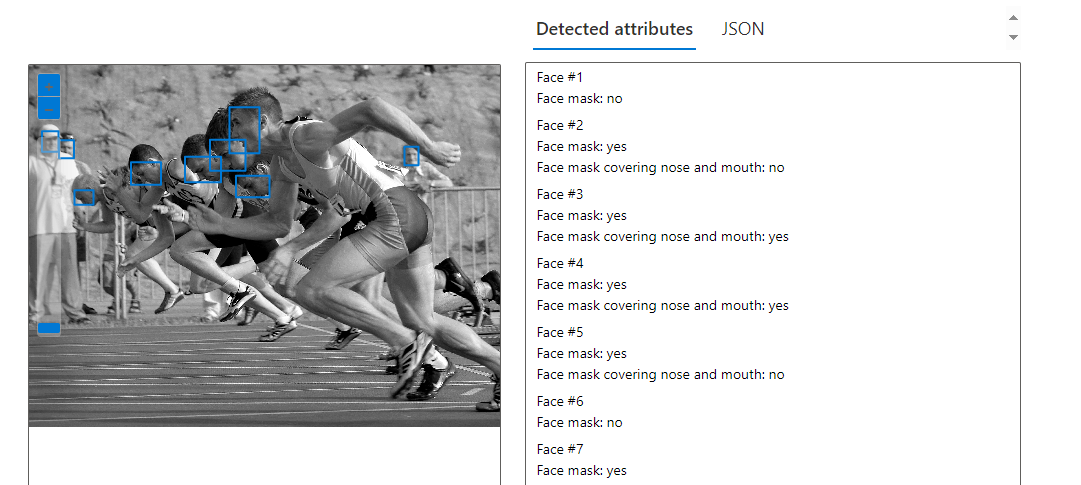 Detected attributes JSON
Face #1
Face mask: no
Face #2
Face mask: yes
Face mask covering nose and mouth: no
Face #3
Face mask: yes
Face mask covering nose and mouth: yes
Face #4
Face mask: yes
Face mask covering nose and mouth: yes
Face #5
Face mask: yes
Face mask covering nose and mouth: no
Face #6
Face mask: no
Face #7
Face mask: yes